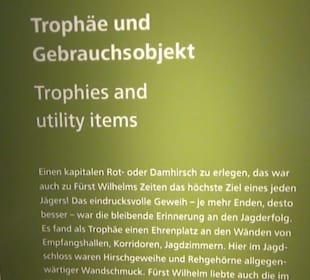 Trophäe und
Gebrauchsobjekt
Trophies and
utility items
Einen kapitalen Rot- oder Damhirsch zu erlegen, das war
auch zu Fürst Wilhelms Zeiten das höchste Ziel eines jeden
Jägers! Das eindrucksvolle Geweih – je mehr Enden, desto
besser – war die bleibende Erinnerung an den Jagderfolg.
Es fand als Trophäe einen Ehrenplatz an den Wänden von
Empfangshallen, Korridoren, Jagdzimmern. Hier im Jagd-
schloss waren Hirschgeweihe und Rehgehörne allgegen-
wärtiger Wandschmuck. Fürst Wilhelm liebte auch die im